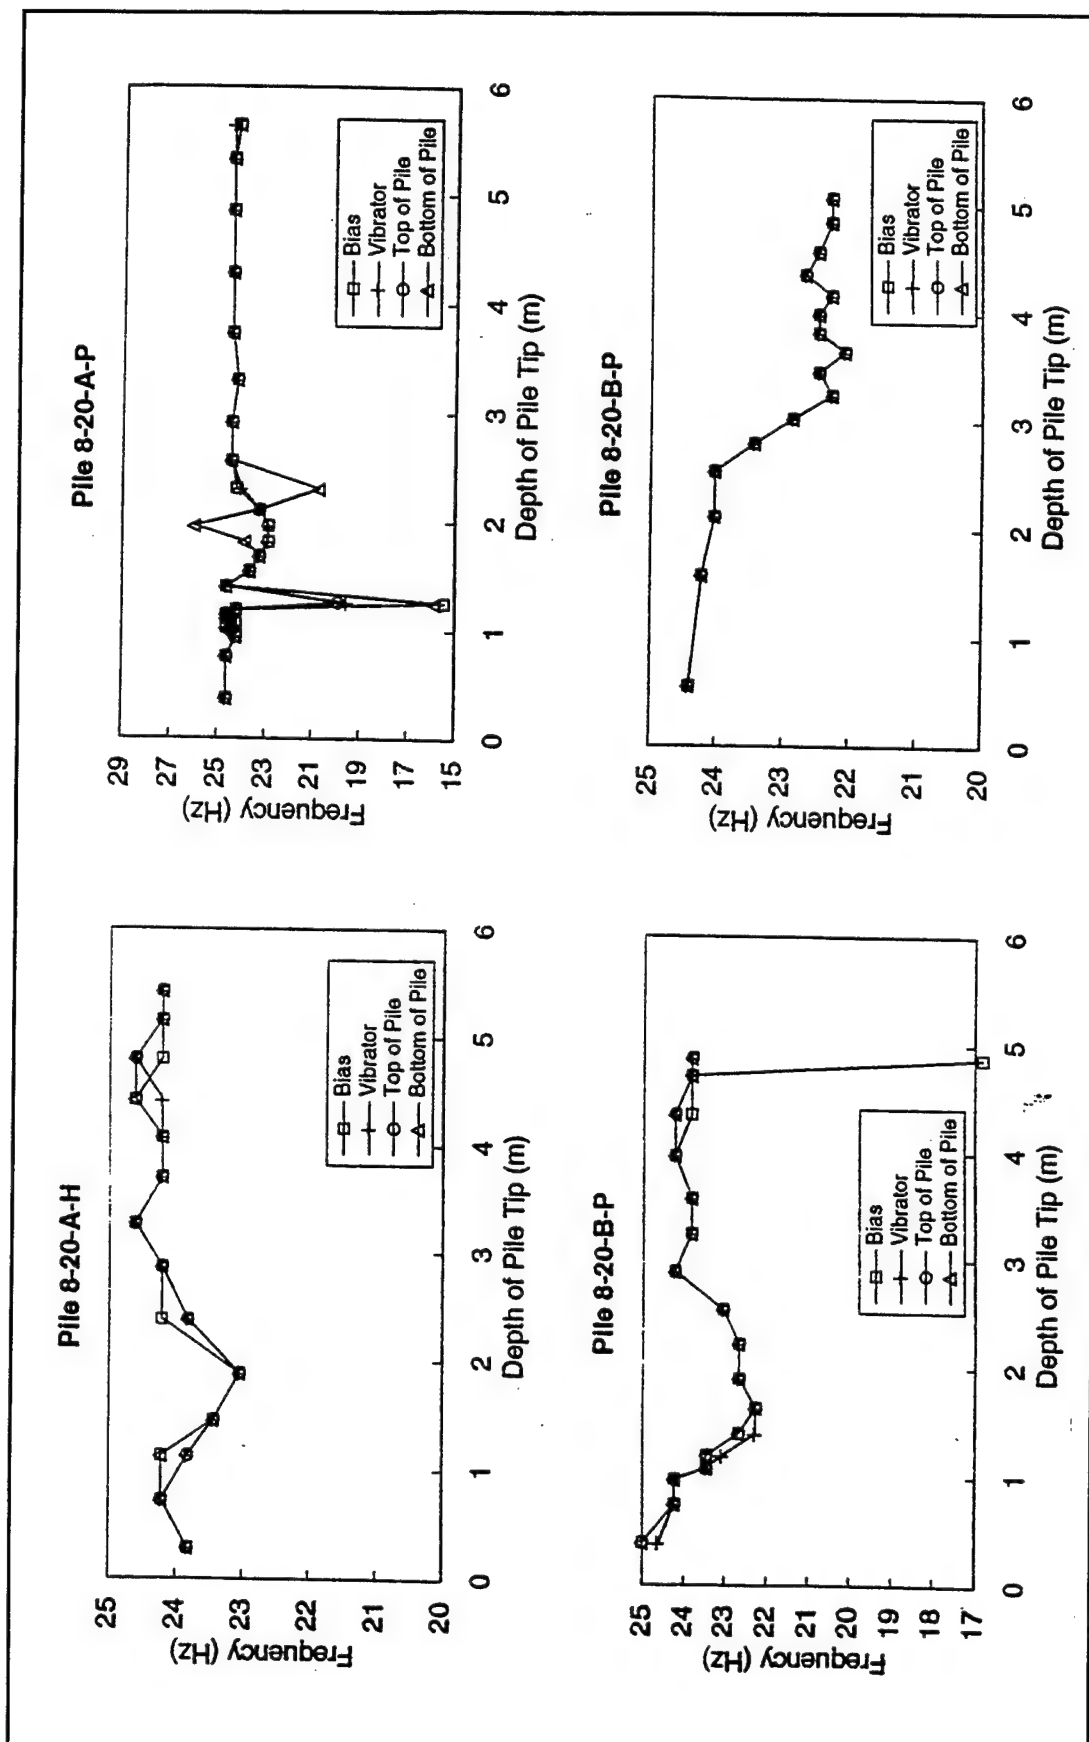 Pile 8-20-A-H
25
24
23
22
21
20
Frequency (Hz)
0 1 2 3 4 5 6
Depth of Pile Tip (m)
Bias
Vibrator
Top of Pile
Bottom of Pile
Pile 8-20-A-P
29
27
25
23
21
19
17
15
Frequency (Hz)
0 1 2 3 4 5 6
Depth of Pile Tip (m)
Bias
Vibrator
Top of Pile
Bottom of Pile
Pile 8-20-B-P
25
24
23
22
21
20
19
18
17
Frequency (Hz)
0 1 2 3 4 5 6
Depth of Pile Tip (m)
Bias
Vibrator
Top of Pile
Bottom of Pile
Pile 8-20-B-P
25
24
23
22
21
20
Frequency (Hz)
0 1 2 3 4 5 6
Depth of Pile Tip (m)
Bias
Vibrator
Top of Pile
Bottom of Pile